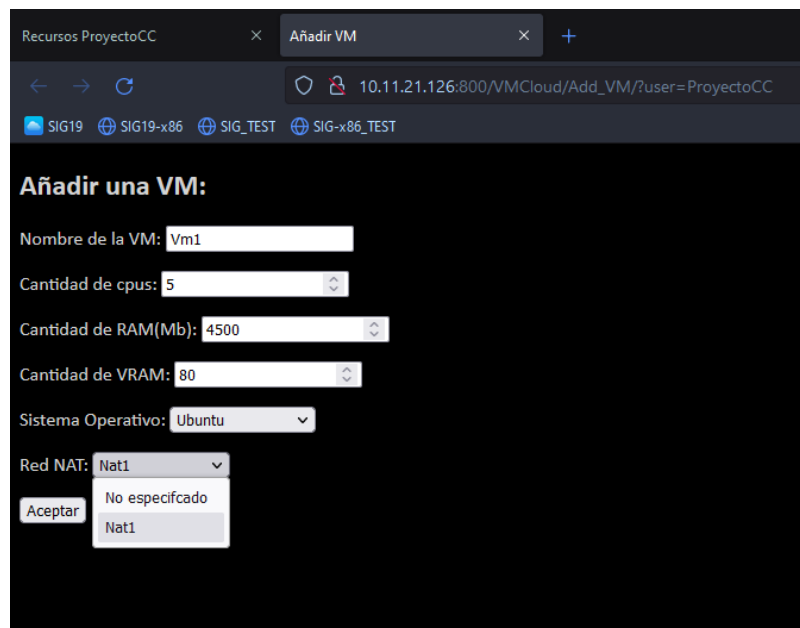 Recursos ProyectoCC
Añadir VM
10.11.21.126:800/VMCloud/Add_VM/?user=ProyectoCC
SIG19 SIG19-x86 SIG_TEST SIG-x86_TEST
Añadir una VM:
Nombre de la VM: Vm1
Cantidad de cpus: 5
Cantidad de RAM(Mb): 4500
Cantidad de VRAM: 80
Sistema Operativo: Ubuntu
Red NAT: Nat1
No especifcado
Aceptar
Nat1